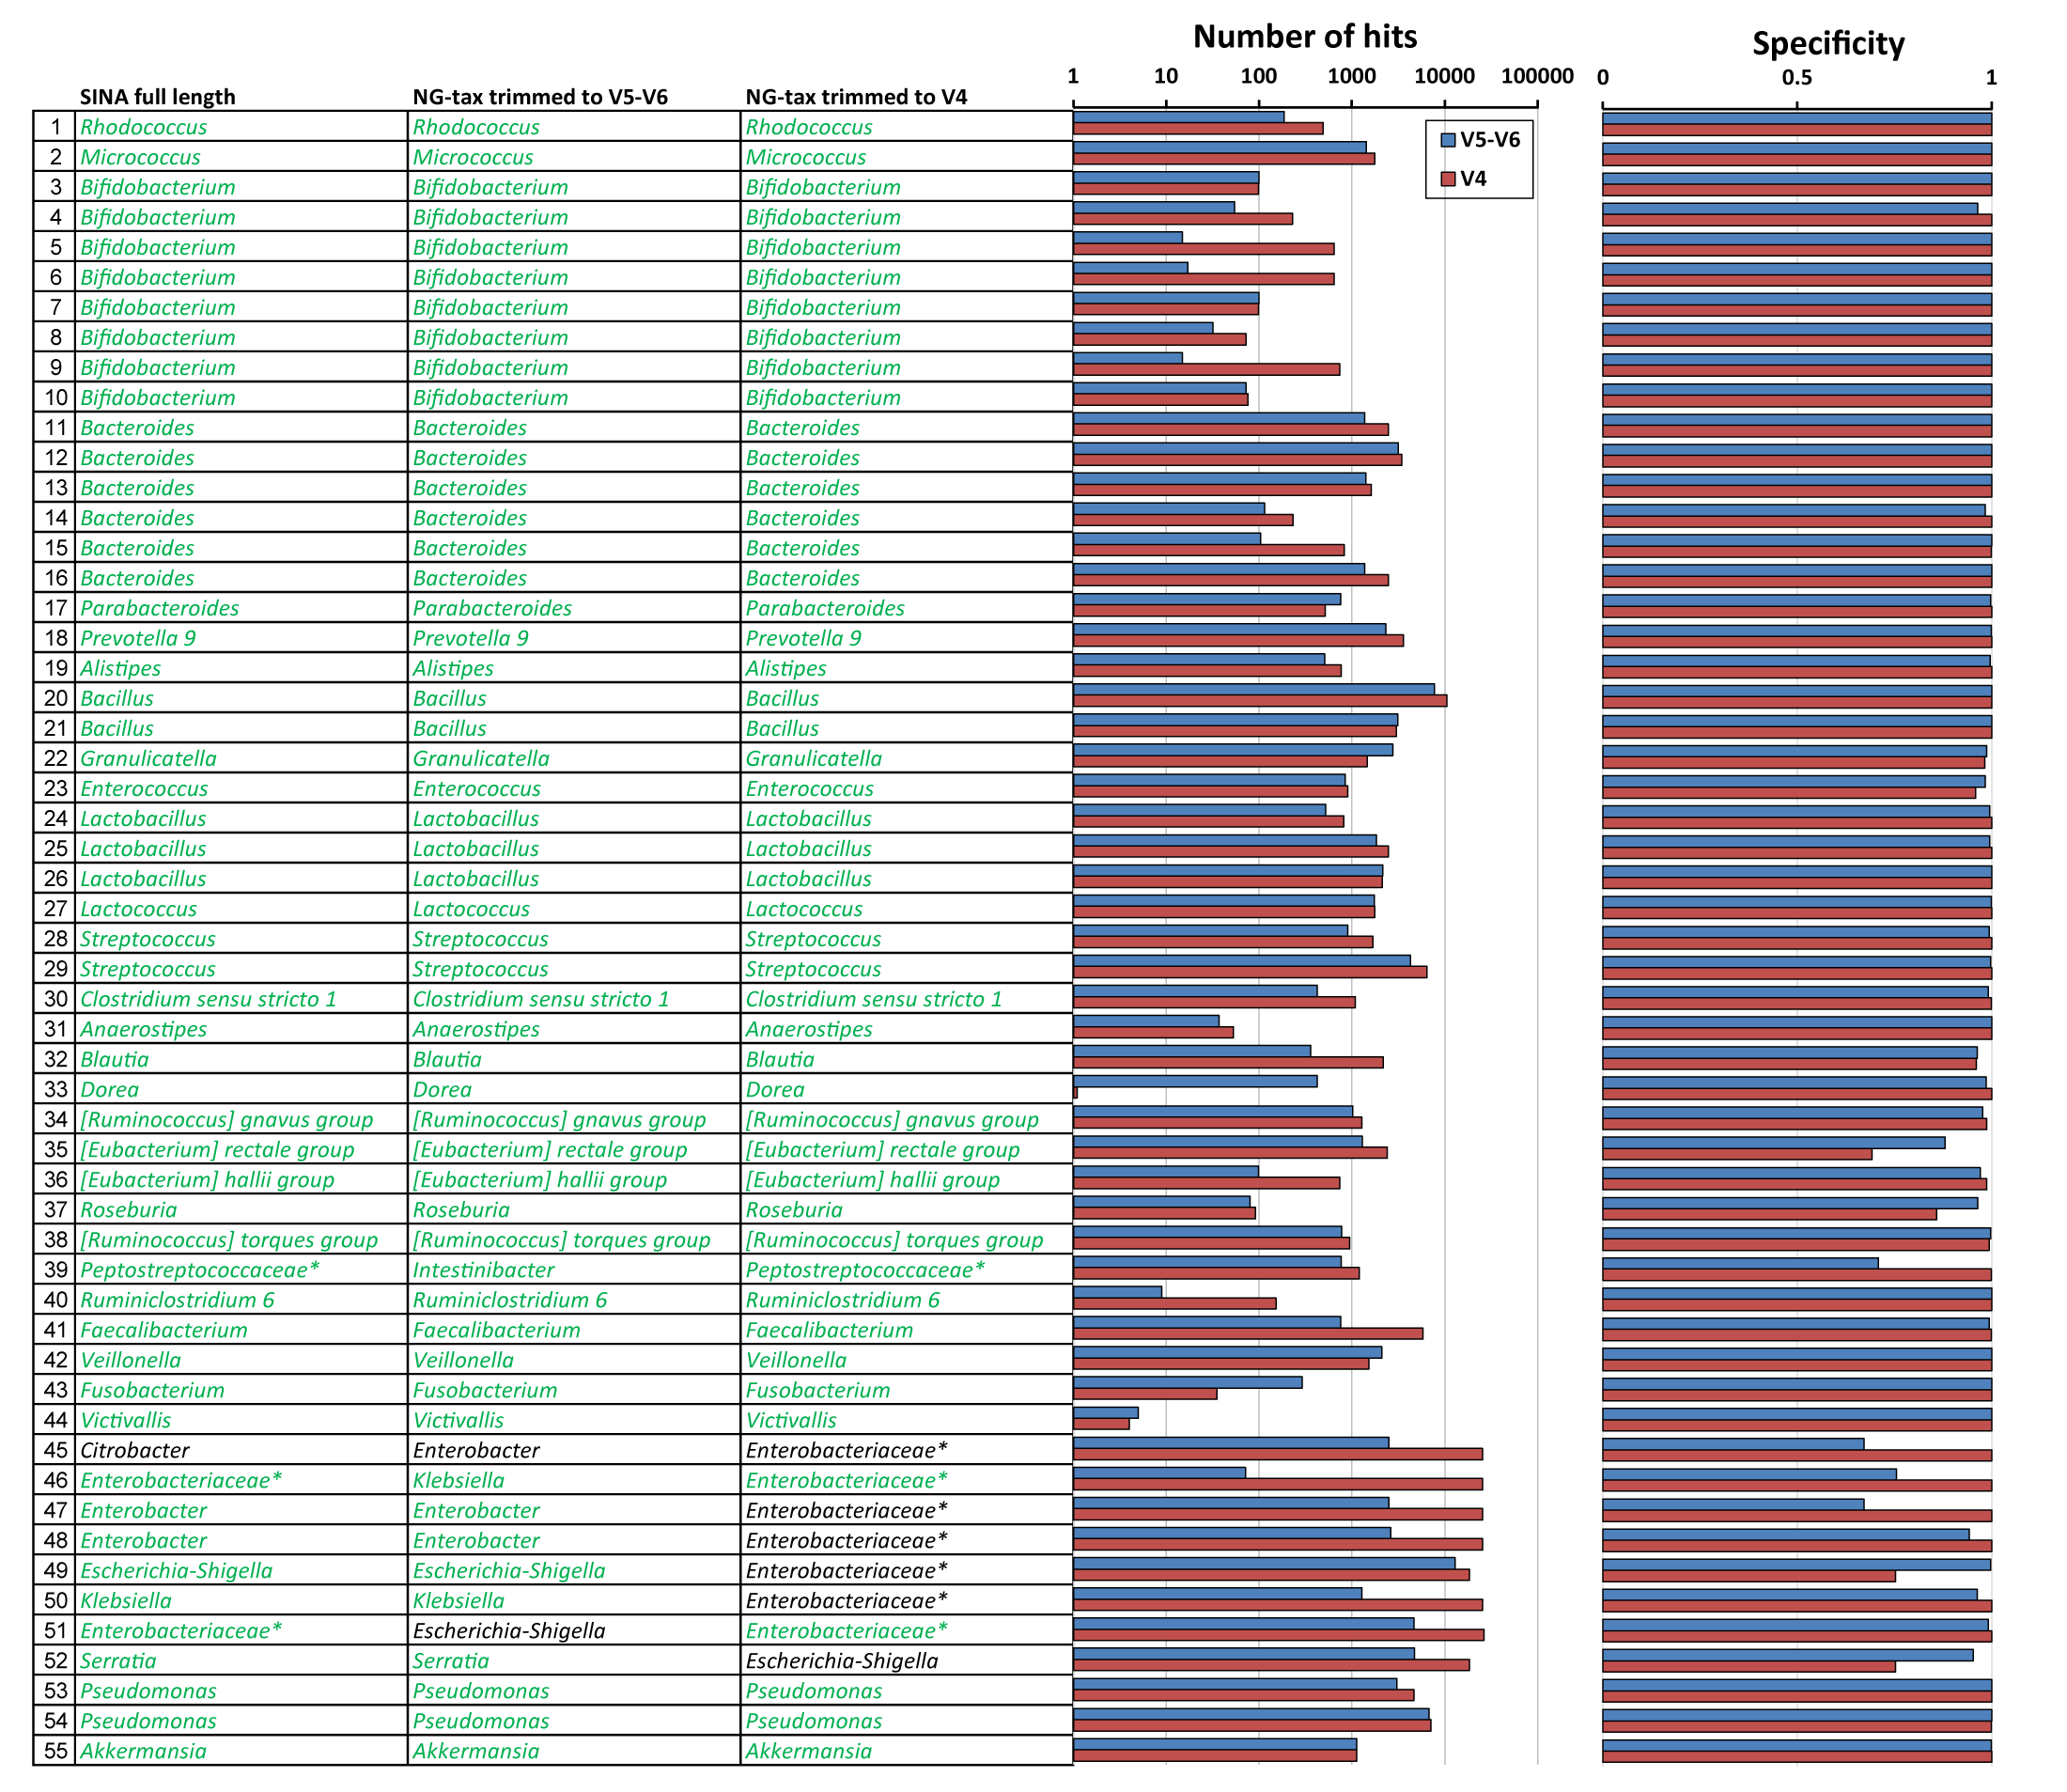 Number of hits
Specificity
1 10 100 1000 10000 100000
0 0.5 1
SINA full length NG-tax trimmed to V5-V6 NG-tax trimmed to V4
V5-V6
V4
1 Rhodococcus Rhodococcus Rhodococcus
2 Micrococcus Micrococcus Micrococcus
3 Bifidobacterium Bifidobacterium Bifidobacterium
4 Bifidobacterium Bifidobacterium Bifidobacterium
5 Bifidobacterium Bifidobacterium Bifidobacterium
6 Bifidobacterium Bifidobacterium Bifidobacterium
7 Bifidobacterium Bifidobacterium Bifidobacterium
8 Bifidobacterium Bifidobacterium Bifidobacterium
9 Bifidobacterium Bifidobacterium Bifidobacterium
10 Bifidobacterium Bifidobacterium Bifidobacterium
11 Bacteroides Bacteroides Bacteroides
12 Bacteroides Bacteroides Bacteroides
13 Bacteroides Bacteroides Bacteroides
14 Bacteroides Bacteroides Bacteroides
15 Bacteroides Bacteroides Bacteroides
16 Bacteroides Bacteroides Bacteroides
17 Parabacteroides Parabacteroides Parabacteroides
18 Prevotella 9 Prevotella 9 Prevotella 9
19 Alistipes Alistipes Alistipes
20 Bacillus Bacillus Bacillus
21 Bacillus Bacillus Bacillus
22 Granulicatella Granulicatella Granulicatella
23 Enterococcus Enterococcus Enterococcus
24 Lactobacillus Lactobacillus Lactobacillus
25 Lactobacillus Lactobacillus Lactobacillus
26 Lactobacillus Lactobacillus Lactobacillus
27 Lactococcus Lactococcus Lactococcus
28 Streptococcus Streptococcus Streptococcus
29 Streptococcus Streptococcus Streptococcus
30 Clostridium sensu stricto 1 Clostridium sensu stricto 1 Clostridium sensu stricto 1
31 Anaerostipes Anaerostipes Anaerostipes
32 Blautia Blautia Blautia
33 Dorea Dorea Dorea
34 [Ruminococcus] gnavus group [Ruminococcus] gnavus group [Ruminococcus] gnavus group
35 [Eubacterium] rectale group [Eubacterium] rectale group [Eubacterium] rectale group
36 [Eubacterium] hallii group [Eubacterium] hallii group [Eubacterium] hallii group
37 Roseburia Roseburia Roseburia
38 [Ruminococcus] torques group [Ruminococcus] torques group [Ruminococcus] torques group
39 Peptostreptococcaceae* Intestinibacter Peptostreptococcaceae*
40 Ruminiclostridium 6 Ruminiclostridium 6 Ruminiclostridium 6
41 Faecalibacterium Faecalibacterium Faecalibacterium
42 Veillonella Veillonella Veillonella
43 Fusobacterium Fusobacterium Fusobacterium
44 Victivallis Victivallis Victivallis
45 Citrobacter Enterobacter Enterobacteriaceae*
46 Enterobacteriaceae* Klebsiella Enterobacteriaceae*
47 Enterobacter Enterobacter Enterobacteriaceae*
48 Enterobacter Enterobacter Enterobacteriaceae*
49 Escherichia-Shigella Escherichia-Shigella Enterobacteriaceae*
50 Klebsiella Klebsiella Enterobacteriaceae*
51 Enterobacteriaceae* Escherichia-Shigella Enterobacteriaceae*
52 Serratia Serratia Escherichia-Shigella
53 Pseudomonas Pseudomonas Pseudomonas
54 Pseudomonas Pseudomonas Pseudomonas
55 Akkermansia Akkermansia Akkermansia